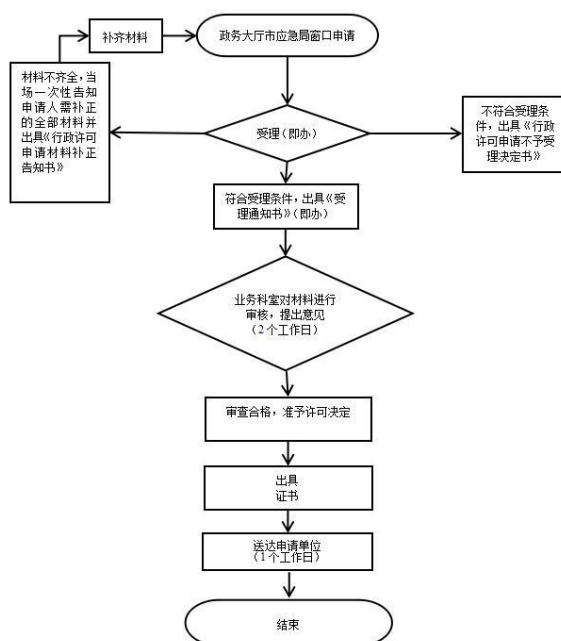 补齐材料
政务大厅市应急局窗口申请
材料不齐全，当
场一次性告知
申请人需补正
的全部材料并
出具《行政许可
申请材料补正
告知书》
受理（即办）
不符合受理条
件，出具《行政
许可申请不予受
理决定书》
符合受理条件，出具《受
理通知书》（即办）
业务科室对材料进行
审核，提出意见
（2个工作日）
审查合格，准予许可决定
出具
证书
送达申请单位
（1个工作日）
结束